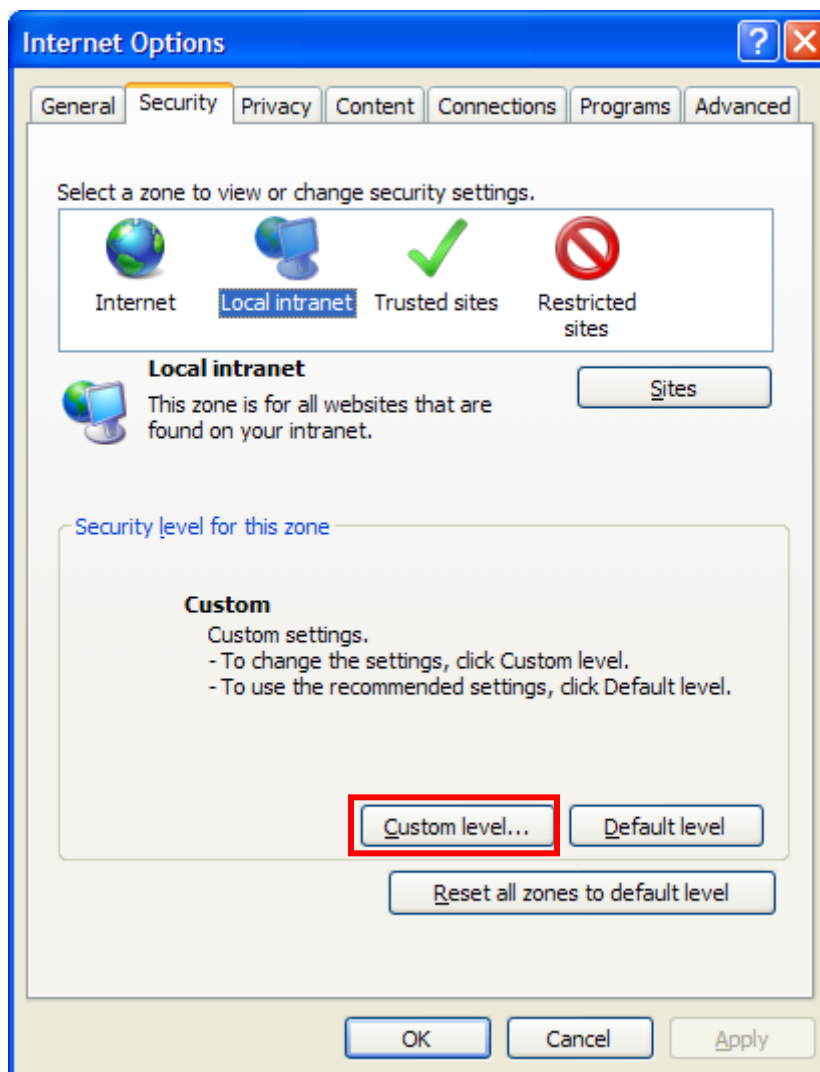 Internet Options
General Security Privacy Content Connections Programs Advanced
Select a zone to view or change security settings.
Internet Local intranet Trusted sites Restricted
sites
Local intranet
Sites
This zone is for all websites that are
found on your intranet.
Security level for this zone
Custom
Custom settings.
- To change the settings, click Custom level.
- To use the recommended settings, click Default level.
Custom level... Default level
Reset all zones to default level
OK Cancel Apply